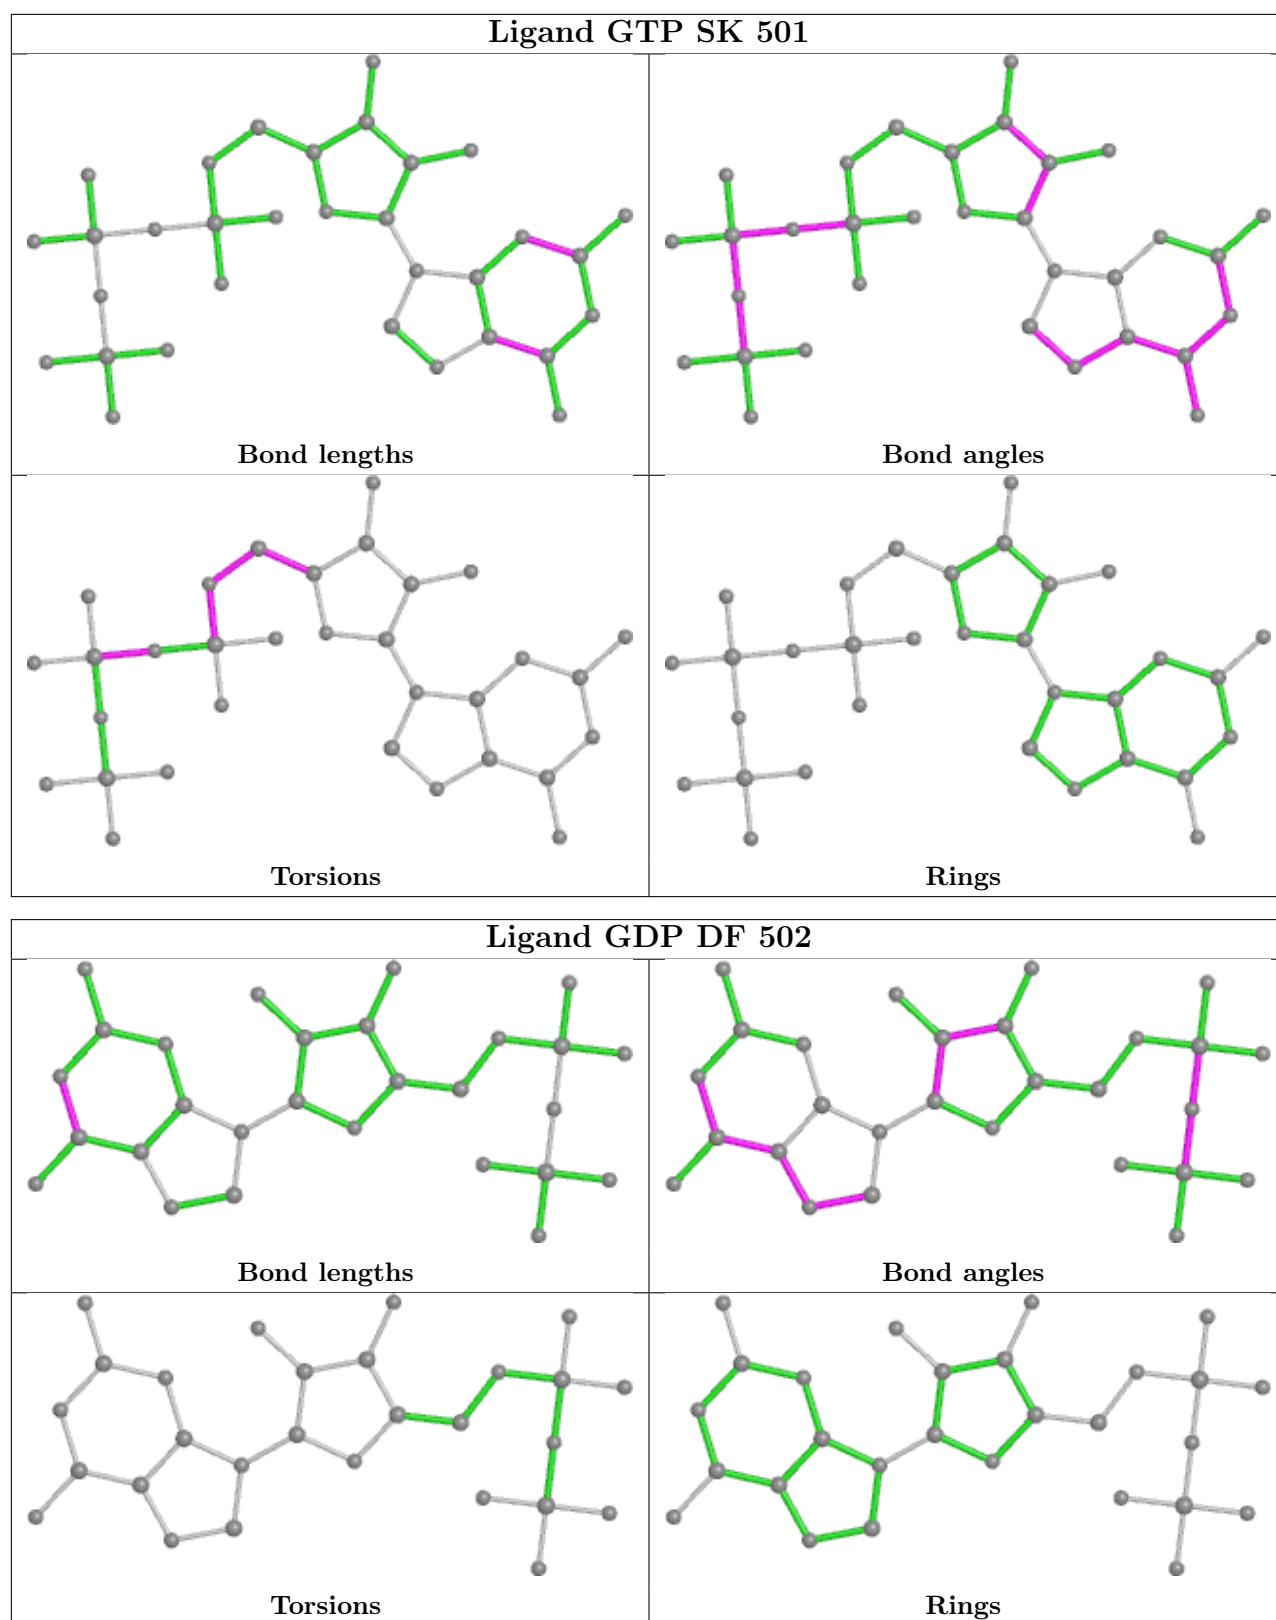 Ligand GTP SK 501
Bond lengths
Bond angles
Torsions
Rings
Ligand GDP DF 502
Bond lengths
Bond angles
Torsions
Rings